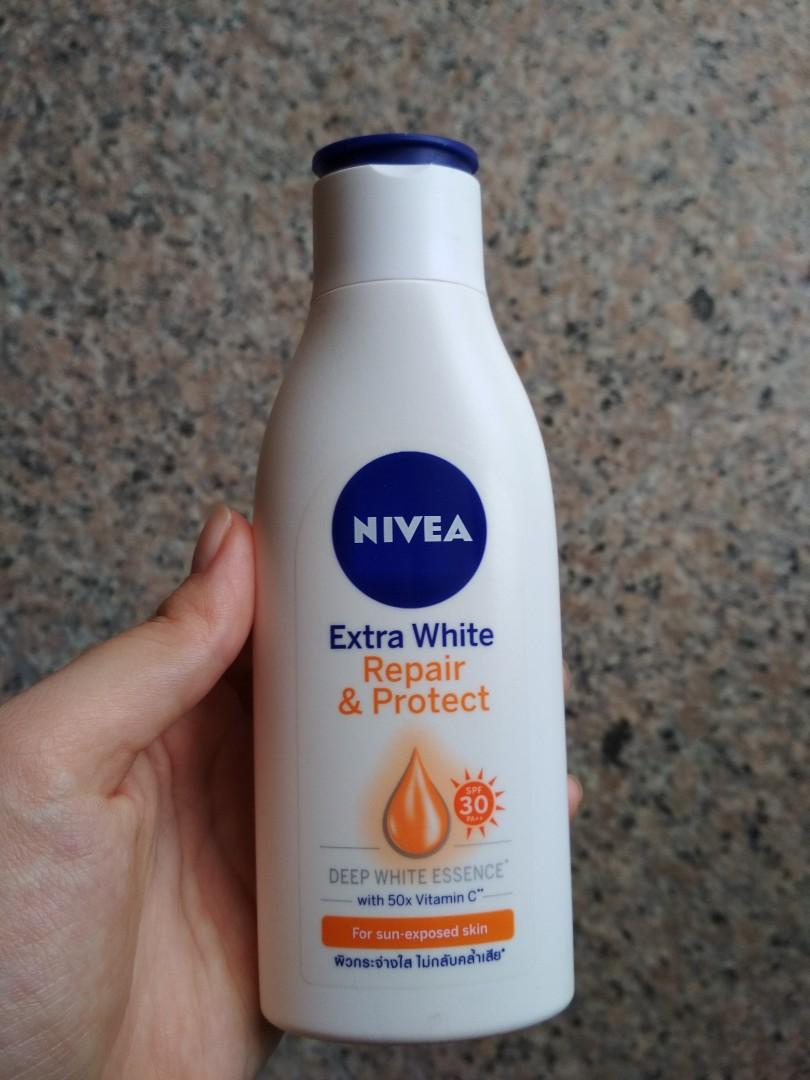 NIVEA
Extra White
Repair
& Protect
SPF
30
PA++
DEEP WHITE ESSENCE*
with 50x Vitamin C**
For sun-exposed skin
ผิวกระจ่างใส ไม่กลับคล้ำเสีย*